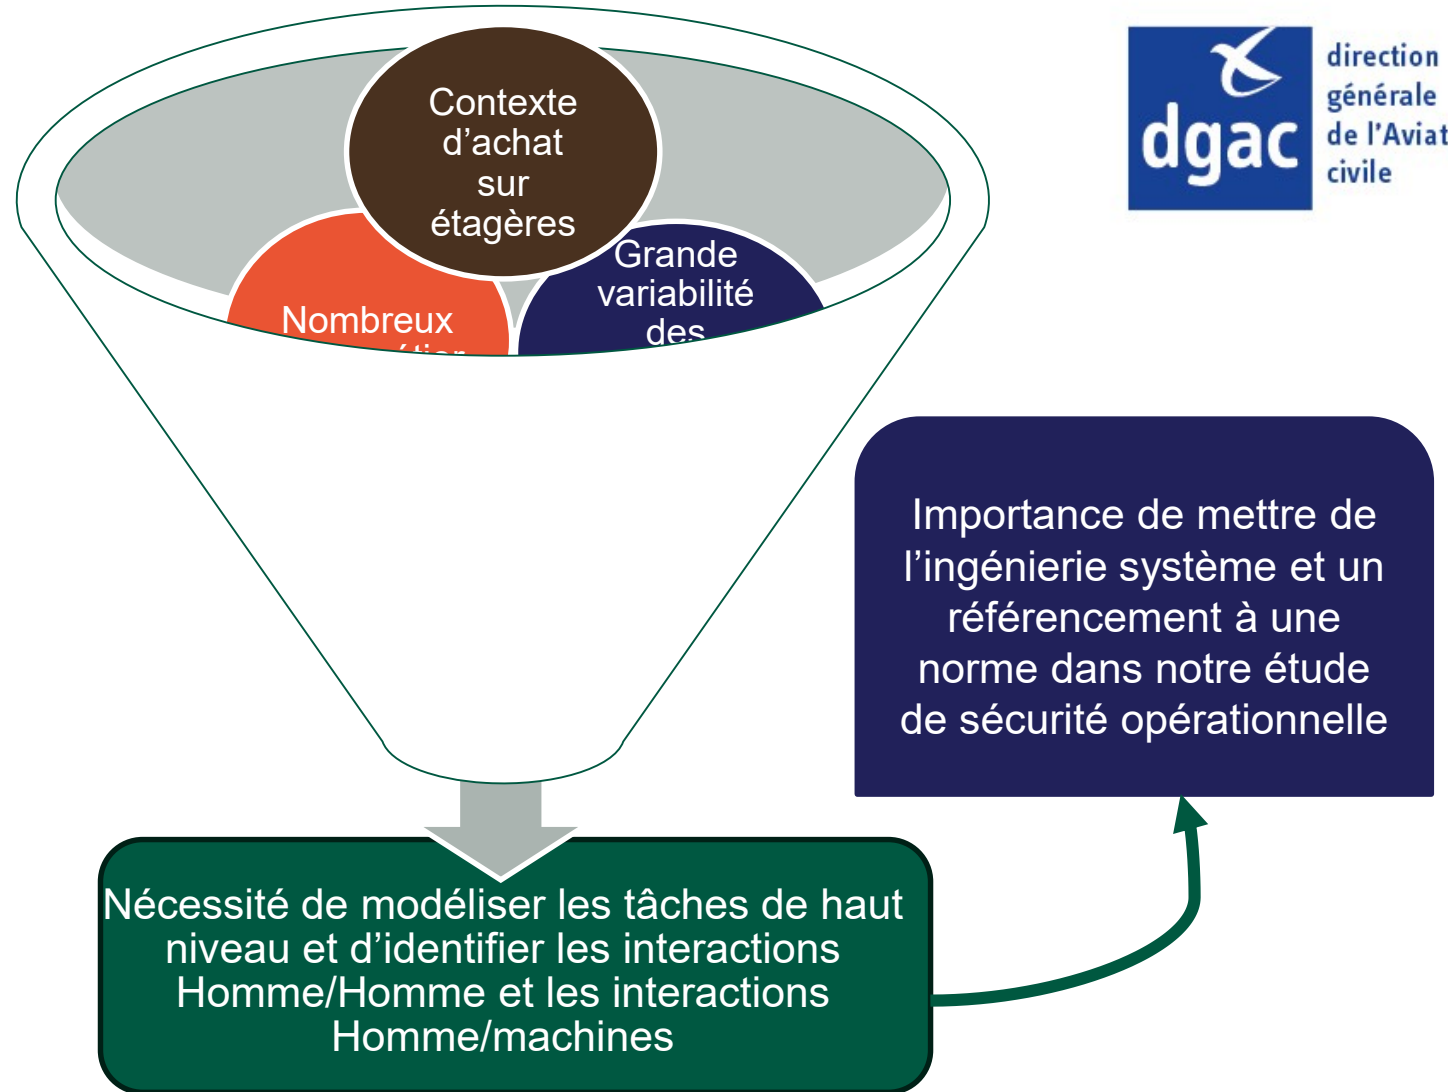 Contexte
d’achat
sur
étagères
Nombreux
Grande
variabilité
des
dgac
direction
générale
de l'Aviat
civile
Importance de mettre de
l’ingénierie système et un
référencement à une
norme dans notre étude
de sécurité opérationnelle
Nécessité de modéliser les tâches de haut
niveau et d’identifier les interactions
Homme/Homme et les interactions
Homme/machines